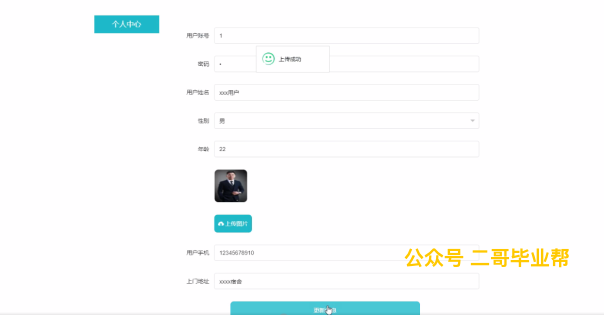 个人中心
用户账号 1
上传成功
密码
用户姓名 xxx用户
性别 男
年龄 22
上传图片
用户手机 12345678910
公众号 二哥毕业帮
上门地址 xxxx宿舍